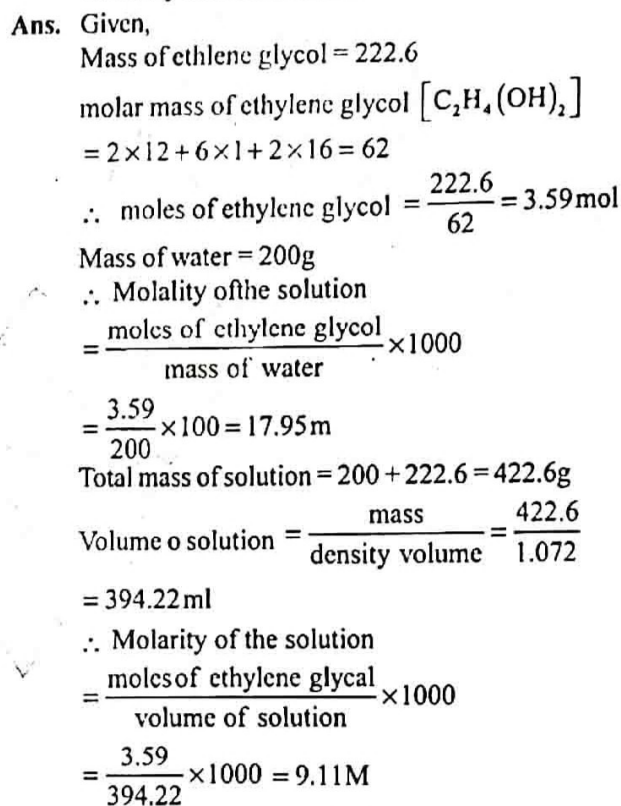 Ans. Given,
Mass of ethlene glycol = 222.6
molar mass of ethylene glycol [C₂H₄(OH)₂]
= 2×12+6×1+2×16 = 62
∴ moles of ethylene glycol = 222.6/62 = 3.59mol
Mass of water = 200g
∴ Molality ofthe solution
= moles of ethylene glycol/mass of water ×1000
= 3.59/200 ×100 = 17.95m
Total mass of solution = 200 + 222.6 = 422.6g
Volume o solution = mass/density volume = 422.6/1.072
= 394.22ml
∴ Molarity of the solution
= molesof ethylene glycal/volume of solution ×1000
= 3.59/394.22 ×1000 = 9.11M